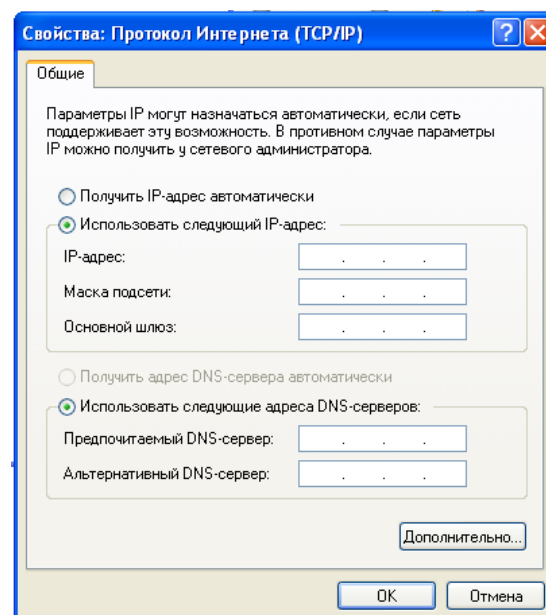 Свойства: Протокол Интернета (TCP/IP)
Общие
Параметры IP могут назначаться автоматически, если сеть
поддерживает эту возможность. В противном случае параметры
IP можно получить у сетевого администратора.
Получить IP-адрес автоматически
Использовать следующий IP-адрес:
IP-адрес:
Маска подсети:
Основной шлюз:
Получить адрес DNS-сервера автоматически
Использовать следующие адреса DNS-серверов:
Предпочитаемый DNS-сервер:
Альтернативный DNS-сервер:
Дополнительно...
OK Отмена